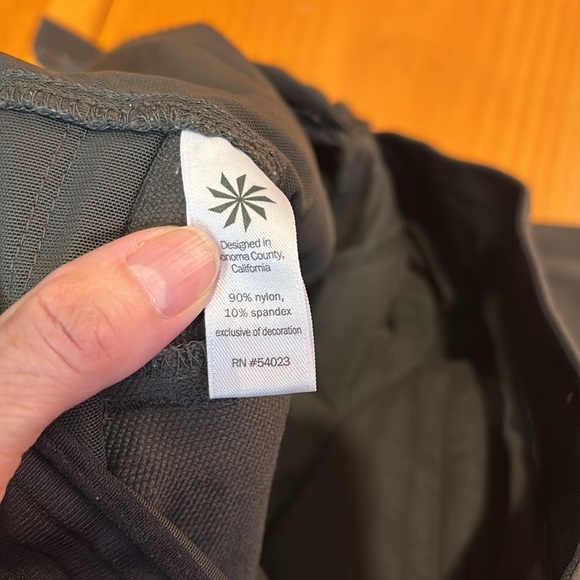 Designed in
onoma County,
California
90% nylon,
10% spandex
exclusive of decoration
RN #54023